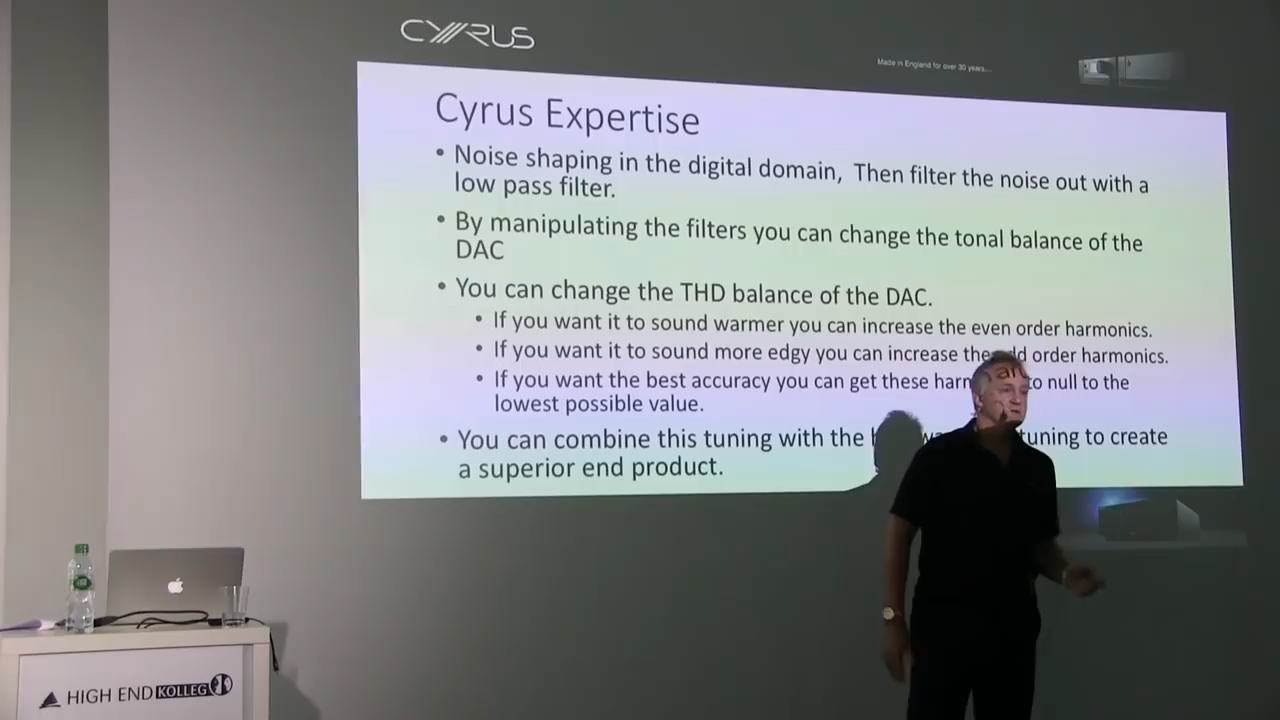 CYRUS
Made in England for over 30 years...
Cyrus Expertise
• Noise shaping in the digital domain, Then filter the noise out with a
low pass filter.
• By manipulating the filters you can change the tonal balance of the
DAC
• You can change the THD balance of the DAC.
• If you want it to sound warmer you can increase the even order harmonics.
• If you want it to sound more edgy you can increase the odd order harmonics.
• If you want the best accuracy you can get these to null to the
lowest possible value.
• You can combine this tuning with the tuning to create
a superior end product.
HIGH END KOLLEG